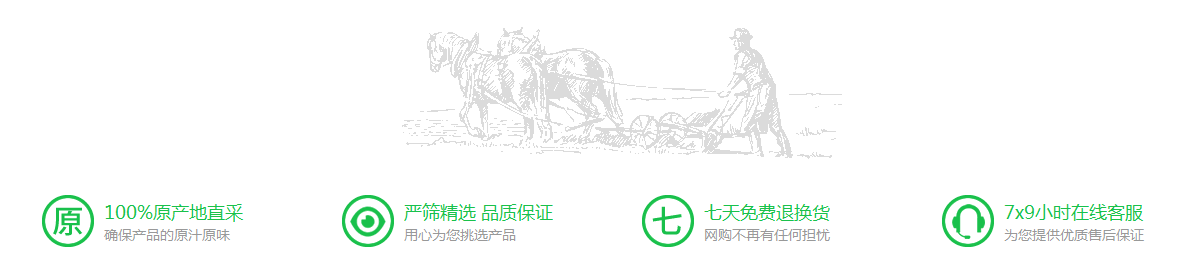 原
100%原产地直采
确保产品的原汁原味
严筛精选 品质保证
用心为您挑选产品
七
七天免费退换货
网购不再有任何担忧
7x9小时在线客服
为您提供优质售后保证